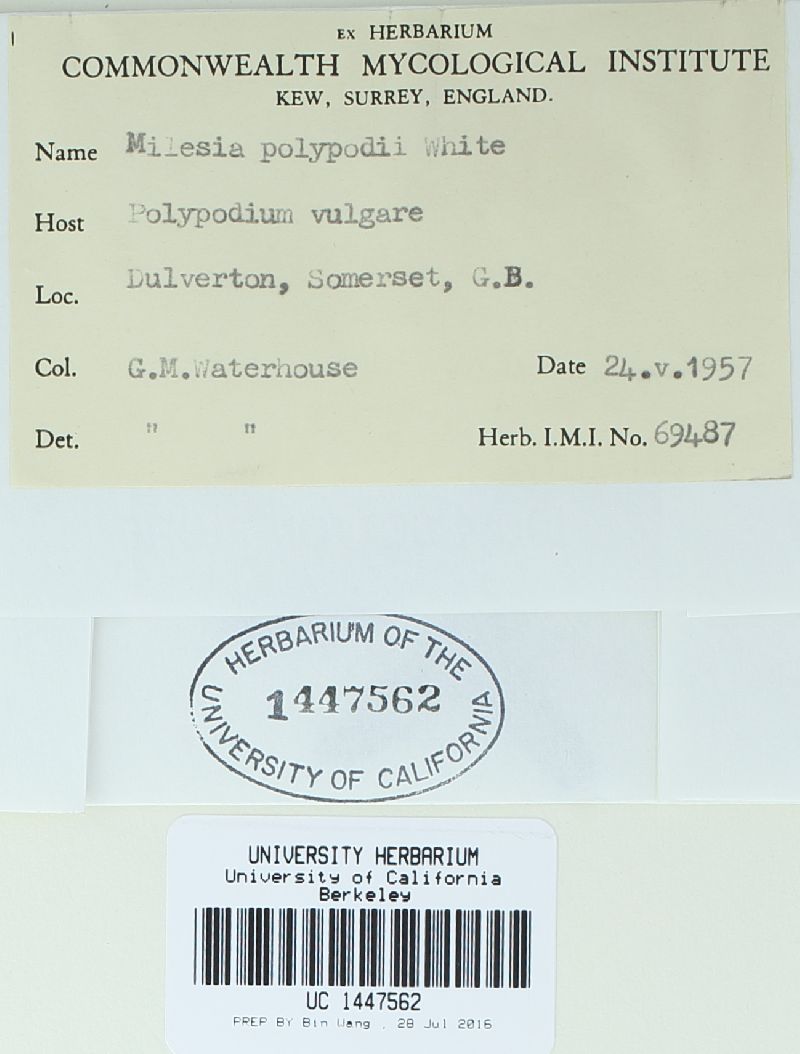 EX HERBARIUM
COMMONWEALTH MYCOLOGICAL INSTITUTE
KEW, SURREY, ENGLAND.
Name Milesia polypodii White
Host Polypodium vulgare
Loc. Dulverton, Somerset, G.B.
Col. G.M.Waterhouse Date 24.v.1957
Det. " " Herb. I.M.I. No. 69487
HERBARIUM OF THE
1447562
UNIVERSITY OF CALIFORNIA
UNIVERSITY HERBARIUM
University of California
Berkeley
UC 1447562
PREP BY Bin Wang , 28 Jul 2016